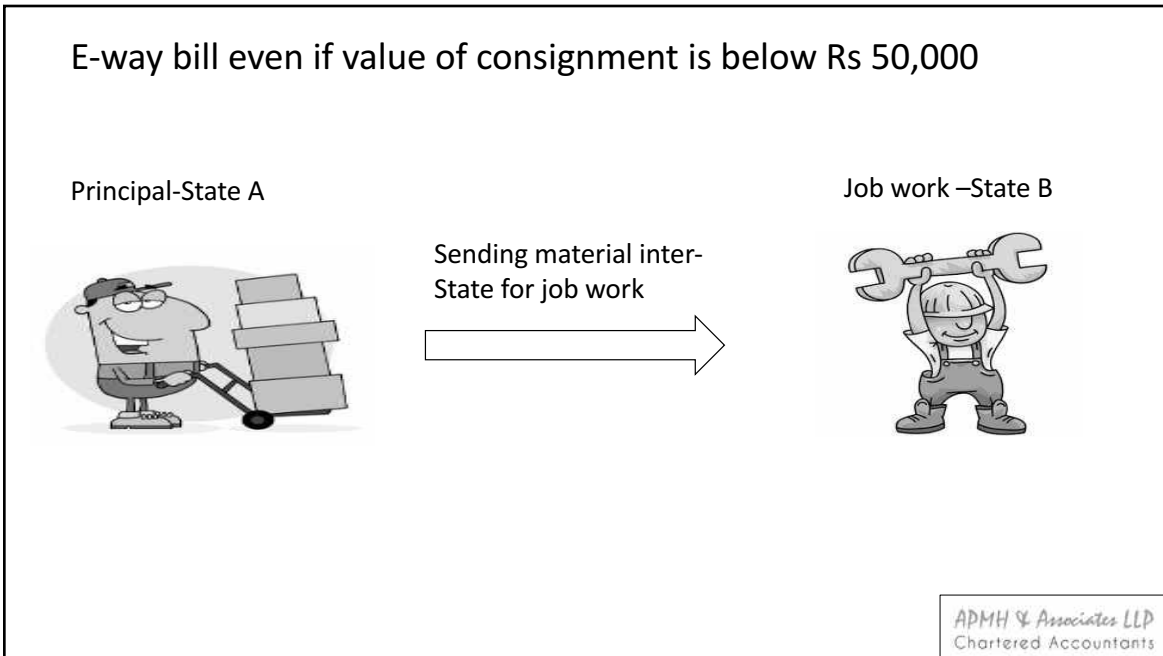 E-way bill even if value of consignment is below Rs 50,000
Principal-State A
Job work –State B
Sending material inter-
State for job work
APMH & Associates LLP
Chartered Accountants